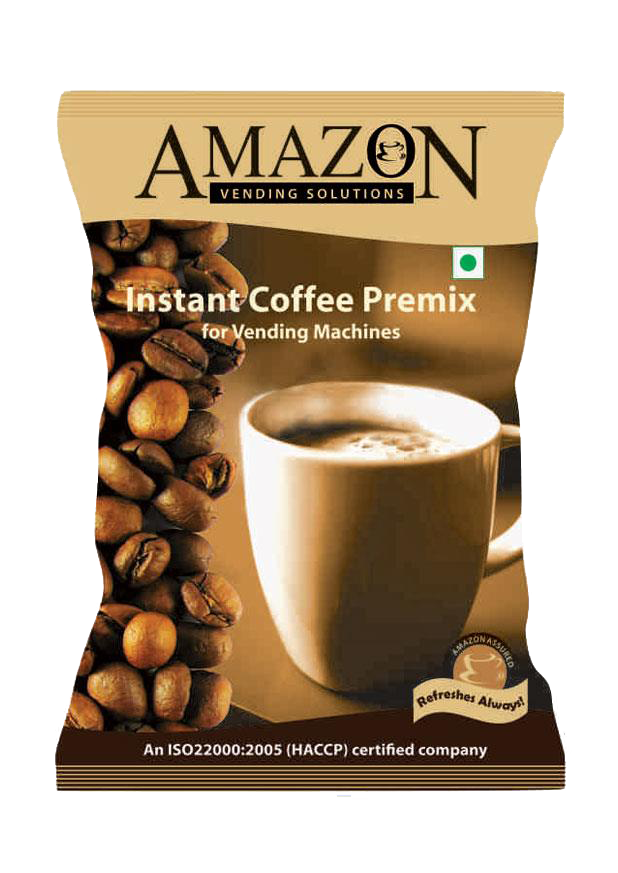 AMAZON
VENDING SOLUTIONS
Instant Coffee Premix
for Vending Machines
AMAZON ASSURED
Refreshes Always!
An ISO22000:2005 (HACCP) certified company